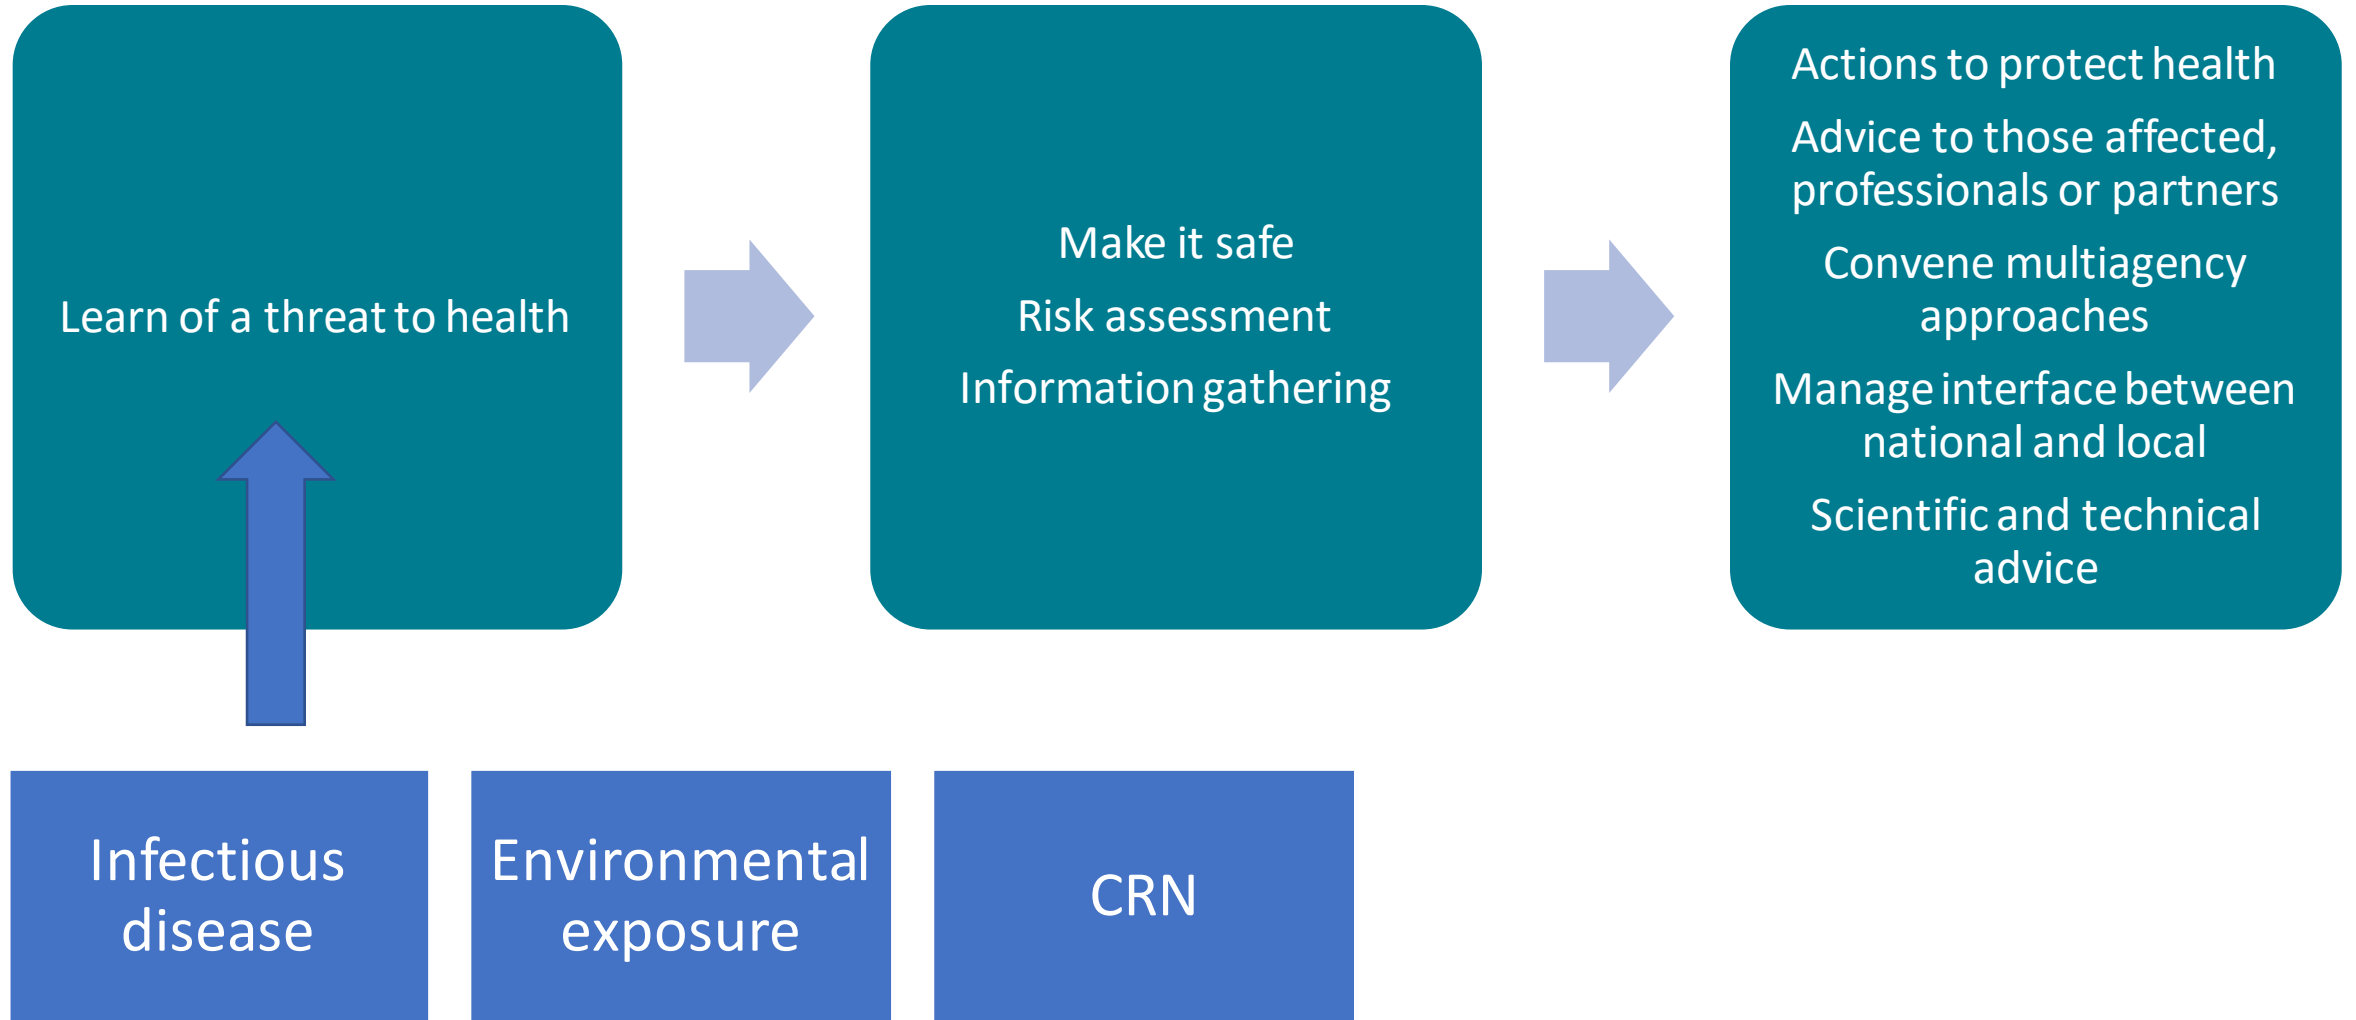 Learn of a threat to health
Make it safe
Risk assessment
Information gathering
Actions to protect health
Advice to those affected,
professionals or partners
Convene multiagency
approaches
Manage interface between
national and local
Scientific and technical
advice
Infectious
disease
Environmental
exposure
CRN